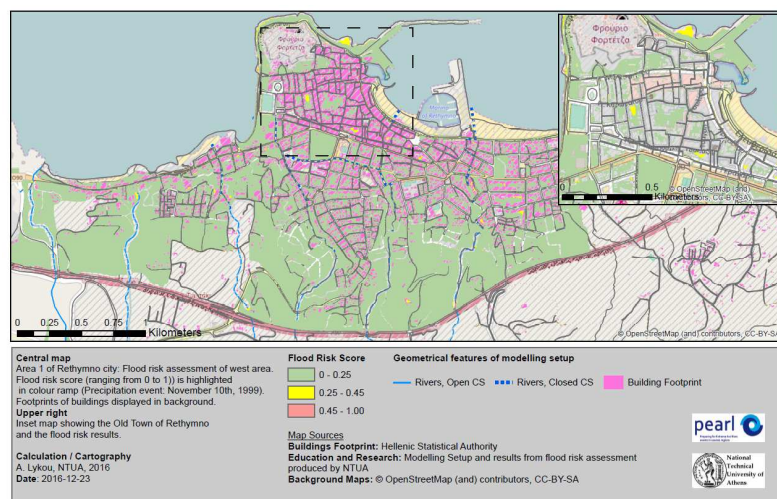 Φρουριο
Φορτέτζα
Φρουριο
Φορτέτζα
0 0.5
Kilometers
© OpenStreetMap (and)
contributors, CC-BY-SA
0 0.25 0.5 0.75 1
Kilometers
© OpenStreetMap (and) contributors, CC-BY-SA
Central map
Area 1 of Rethymno city: Flood risk assessment of west area.
Flood risk score (ranging from 0 to 1)) is highlighted
in colour ramp (Precipitation event: November 10th, 1999).
Footprints of buildings displayed in background.
Upper right
Inset map showing the Old Town of Rethymno
and the flood risk results.
Calculation / Cartography
A. Lykou, NTUA, 2016
Date: 2016-12-23
Flood Risk Score
0 - 0.25
0.25 - 0.45
0.45 - 1.00
Geometrical features of modelling setup
Rivers, Open CS
Rivers, Closed CS
Building Footprint
Map Sources
Buildings Footprint: Hellenic Statistical Authority
Education and Research: Modelling Setup and results from flood risk assessment
produced by NTUA
Background Maps: © OpenStreetMap (and) contributors, CC-BY-SA
pearl
National
Technical
University of
Athens